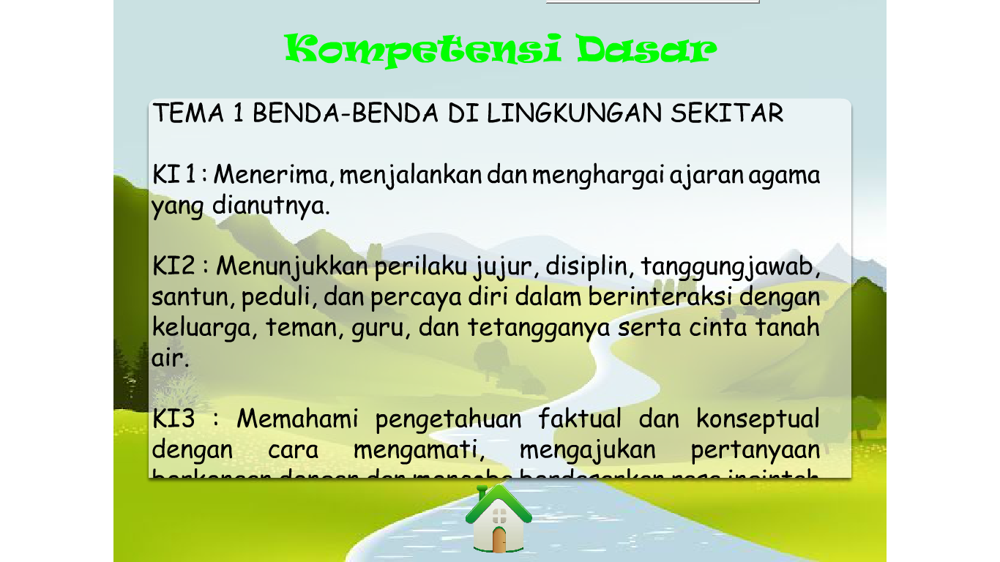 Kompetensi Dasar
TEMA 1 BENDA-BENDA DI LINGKUNGAN SEKITAR
KI 1 : Menerima, menjalankan dan menghargai ajaran agama
yang dianutnya.
KI2 : Menunjukkan perilaku jujur, disiplin, tanggungjawab,
santun, peduli, dan percaya diri dalam berinteraksi dengan
keluarga, teman, guru, dan tetangganya serta cinta tanah
air.
KI3 : Memahami pengetahuan faktual dan konseptual
dengan cara mengamati, mengajukan pertanyaan